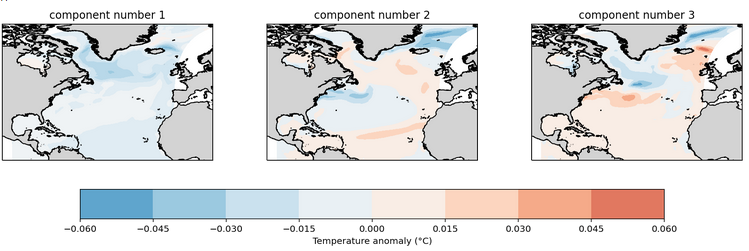 component number 1
component number 2
component number 3
−0.060 −0.045 −0.030 −0.015 0.000 0.015 0.030 0.045 0.060
Temperature anomaly (°C)